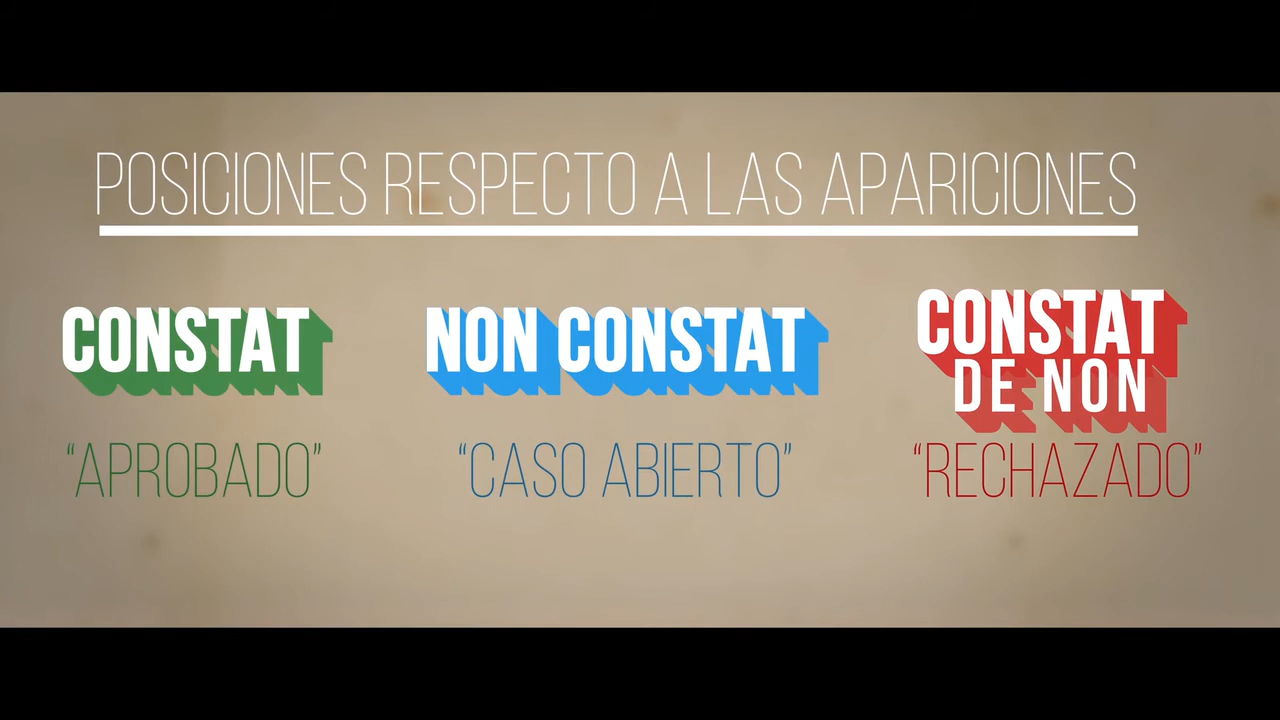 POSICIONES RESPECTO A LAS APARICIONES
CONSTAT
"APROBADO"
NON CONSTAT
"CASO ABIERTO"
CONSTAT
DE NON
"RECHAZADO"